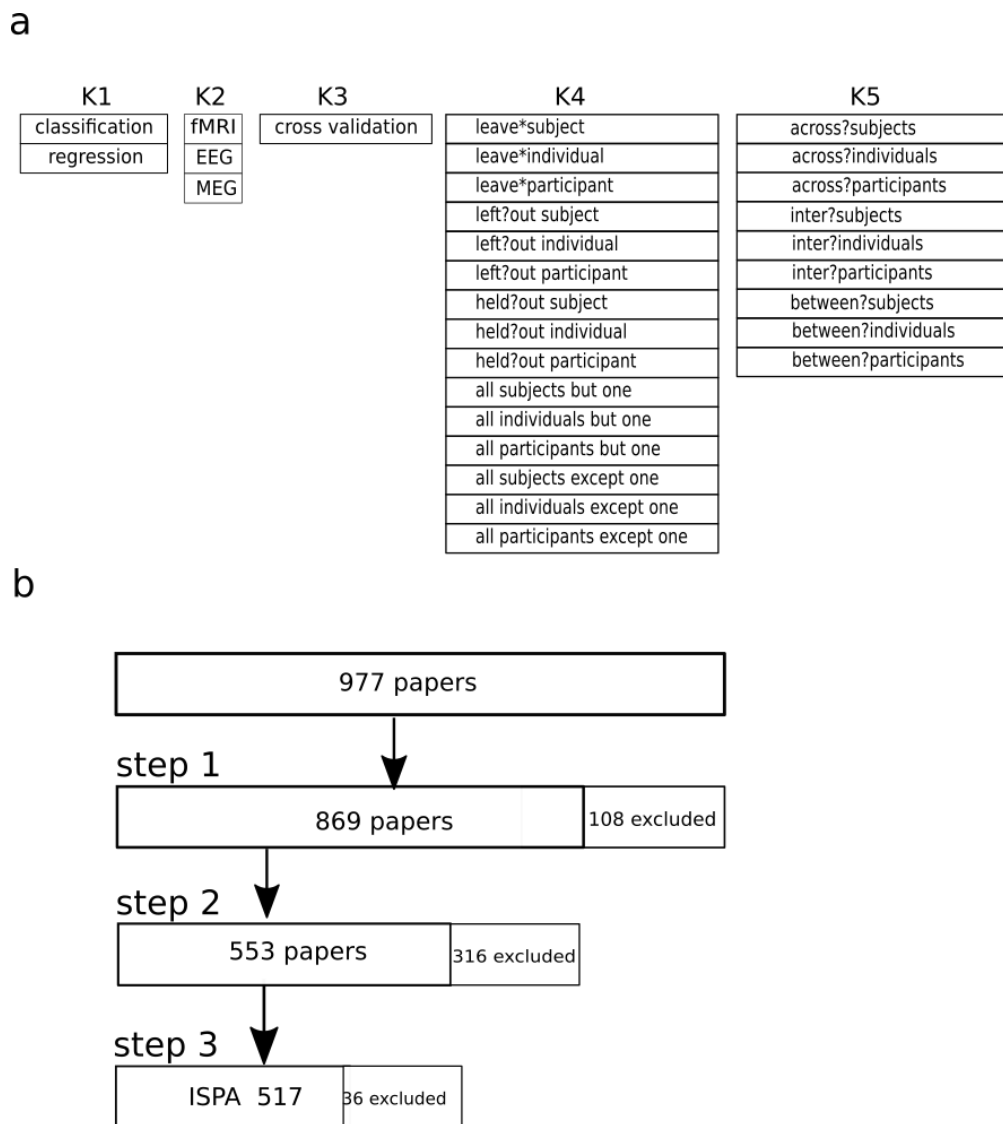 a
K1 K2 K3 K4 K5
classification fMRI cross validation leave*subject across?subjects
regression EEG leave*individual across?individuals
MEG leave*participant across?participants
left?out subject inter?subjects
left?out individual inter?individuals
left?out participant inter?participants
held?out subject between?subjects
held?out individual between?individuals
held?out participant between?participants
all subjects but one
all individuals but one
all participants but one
all subjects except one
all individuals except one
all participants except one
b
977 papers
step 1
869 papers 108 excluded
step 2
553 papers 316 excluded
step 3
ISPA 517 36 excluded